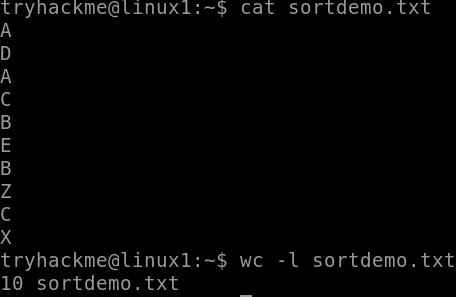 tryhackme@linux1:~$ cat sortdemo.txt
A
D
A
C
B
E
B
Z
C
X
tryhackme@linux1:~$ wc -l sortdemo.txt
10 sortdemo.txt